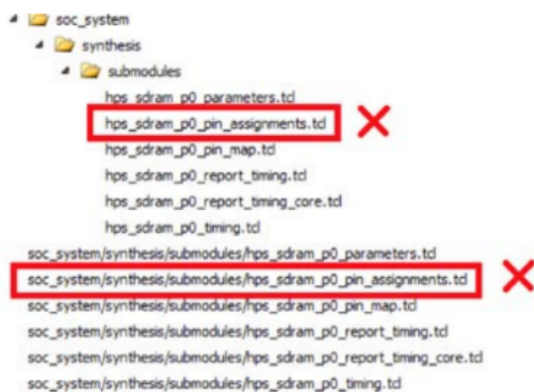 soc_system
synthesis
submodules
hps_sdram_p0_parameters.tcl
hps_sdram_p0_pin_assignments.tcl
hps_sdram_p0_pin_map.tcl
hps_sdram_p0_report_timing.tcl
hps_sdram_p0_report_timing_core.tcl
hps_sdram_p0_timing.tcl
soc_system/synthesis/submodules/hps_sdram_p0_parameters.tcl
soc_system/synthesis/submodules/hps_sdram_p0_pin_assignments.tcl
soc_system/synthesis/submodules/hps_sdram_p0_pin_map.tcl
soc_system/synthesis/submodules/hps_sdram_p0_report_timing.tcl
soc_system/synthesis/submodules/hps_sdram_p0_report_timing_core.tcl
soc_system/synthesis/submodules/hps_sdram_p0_timing.tcl